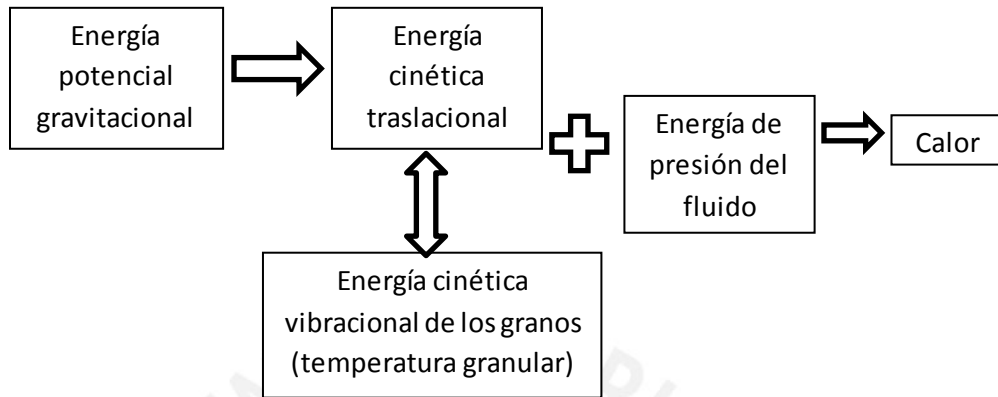 Energía
potencial
gravitacional
Energía
cinética
traslacional
Energía de
presión del
fluido
Calor
Energía cinética
vibracional de los granos
(temperatura granular)